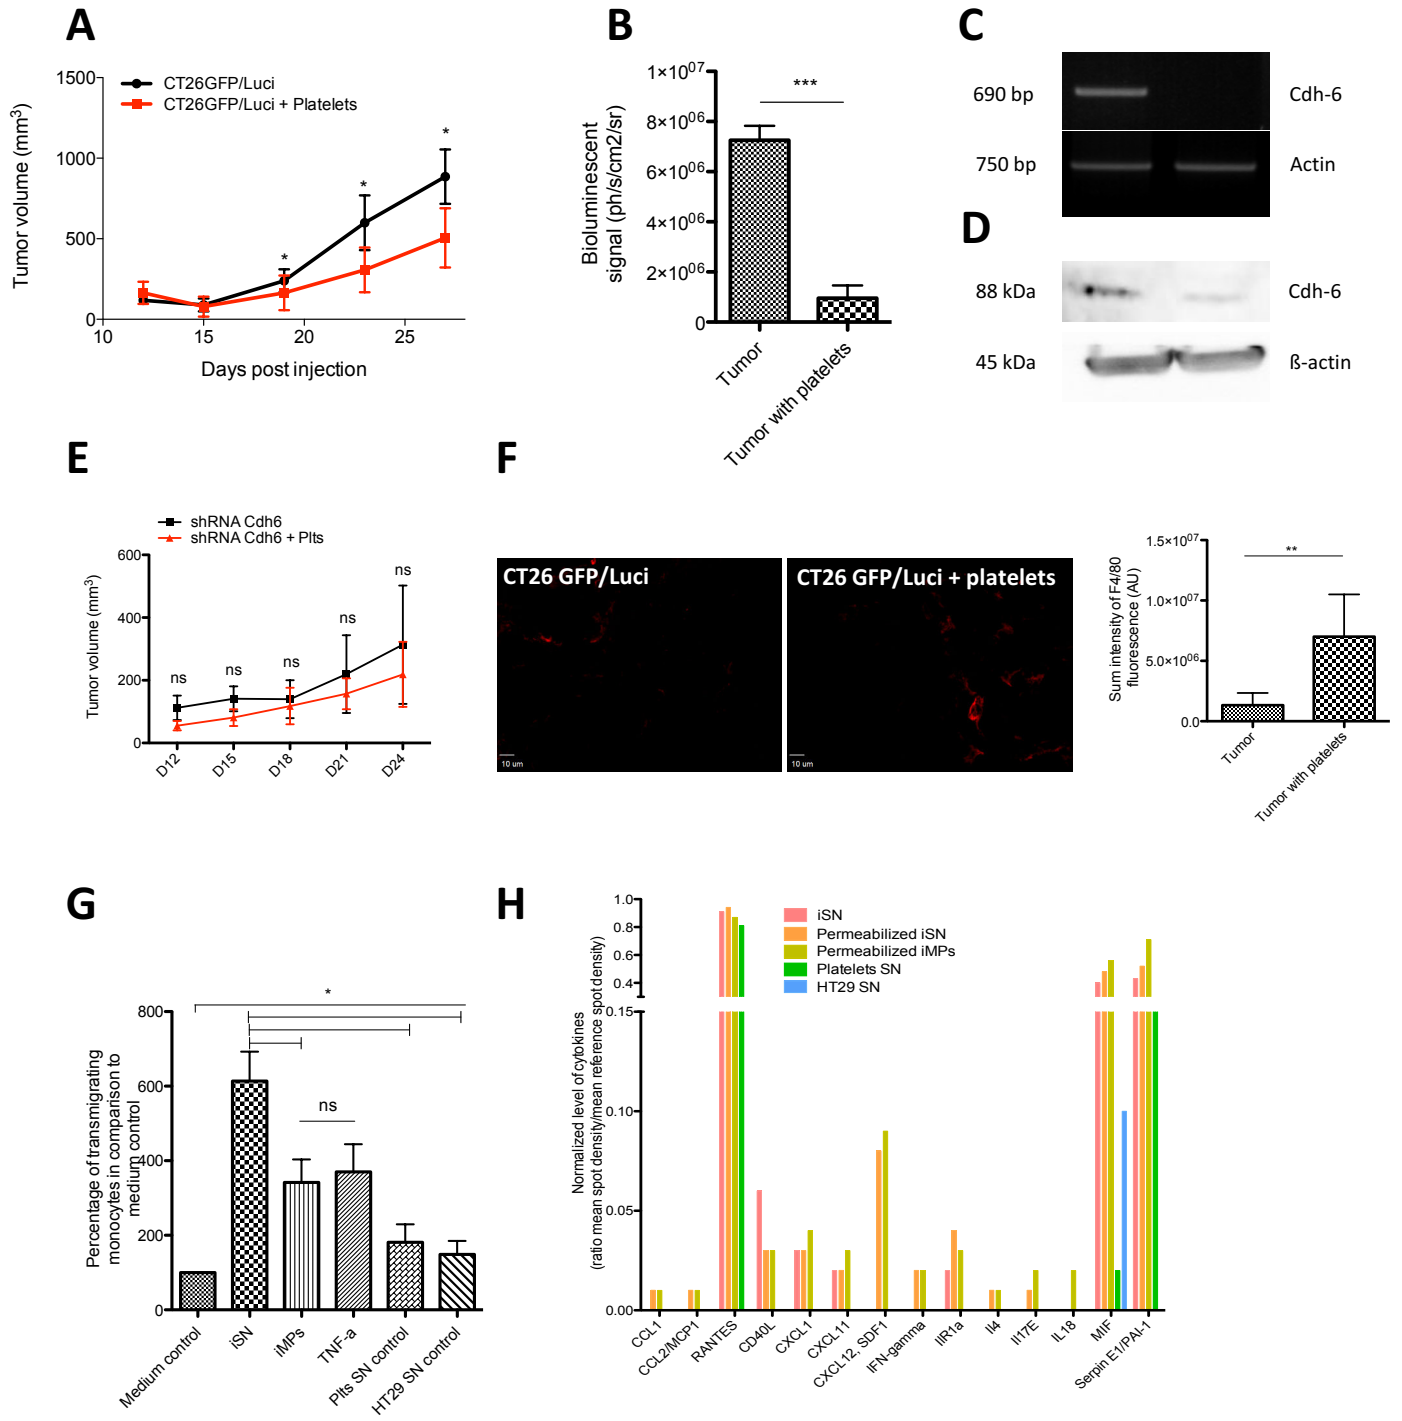 A
CT26GFP/Luci
CT26GFP/Luci + Platelets
Tumor volume (mm3)
1500
1000
500
0
10
15
20
25
*
*
*
Days post injection
B
Bioluminescent
signal (ph/s/cm2/sr)
1×10^07
8×10^06
6×10^06
4×10^06
2×10^06
0
***
Tumor
Tumor with platelets
C
690 bp
Cdh-6
750 bp
Actin
D
88 kDa
Cdh-6
45 kDa
ß-actin
E
shRNA Cdh6
shRNA Cdh6 + Plts
Tumor volume (mm3)
600
400
200
0
ns
ns
ns
ns
ns
D12
D15
D18
D21
D24
F
CT26 GFP/Luci
10 um
CT26 GFP/Luci + platelets
10 um
Sum intensity of F4/80
fluorescence (AU)
1.5×10^07
1.0×10^07
5.0×10^06
0.0
**
Tumor
Tumor with platelets
G
Percentage of transmigrating
monocytes in comparison to
medium control
800
600
400
200
0
*
ns
Medium control
iSN
iMPs
TNF-a
Plts SN control
HT29 SN control
H
Normalized level of cytokines
(ratio mean spot density/mean reference spot density)
1.0
0.8
0.6
0.4
0.15
0.10
0.05
0.00
iSN
Permeabilized iSN
Permeabilized iMPs
Platelets SN
HT29 SN
CCL1
CCL2/MCP1
RANTES
CD40L
CXCL1
CXCL11
CXCL12, SDF1
IFN-gamma
IlR1a
Il4
Il17E
IL18
MIF
Serpin E1/PAI-1